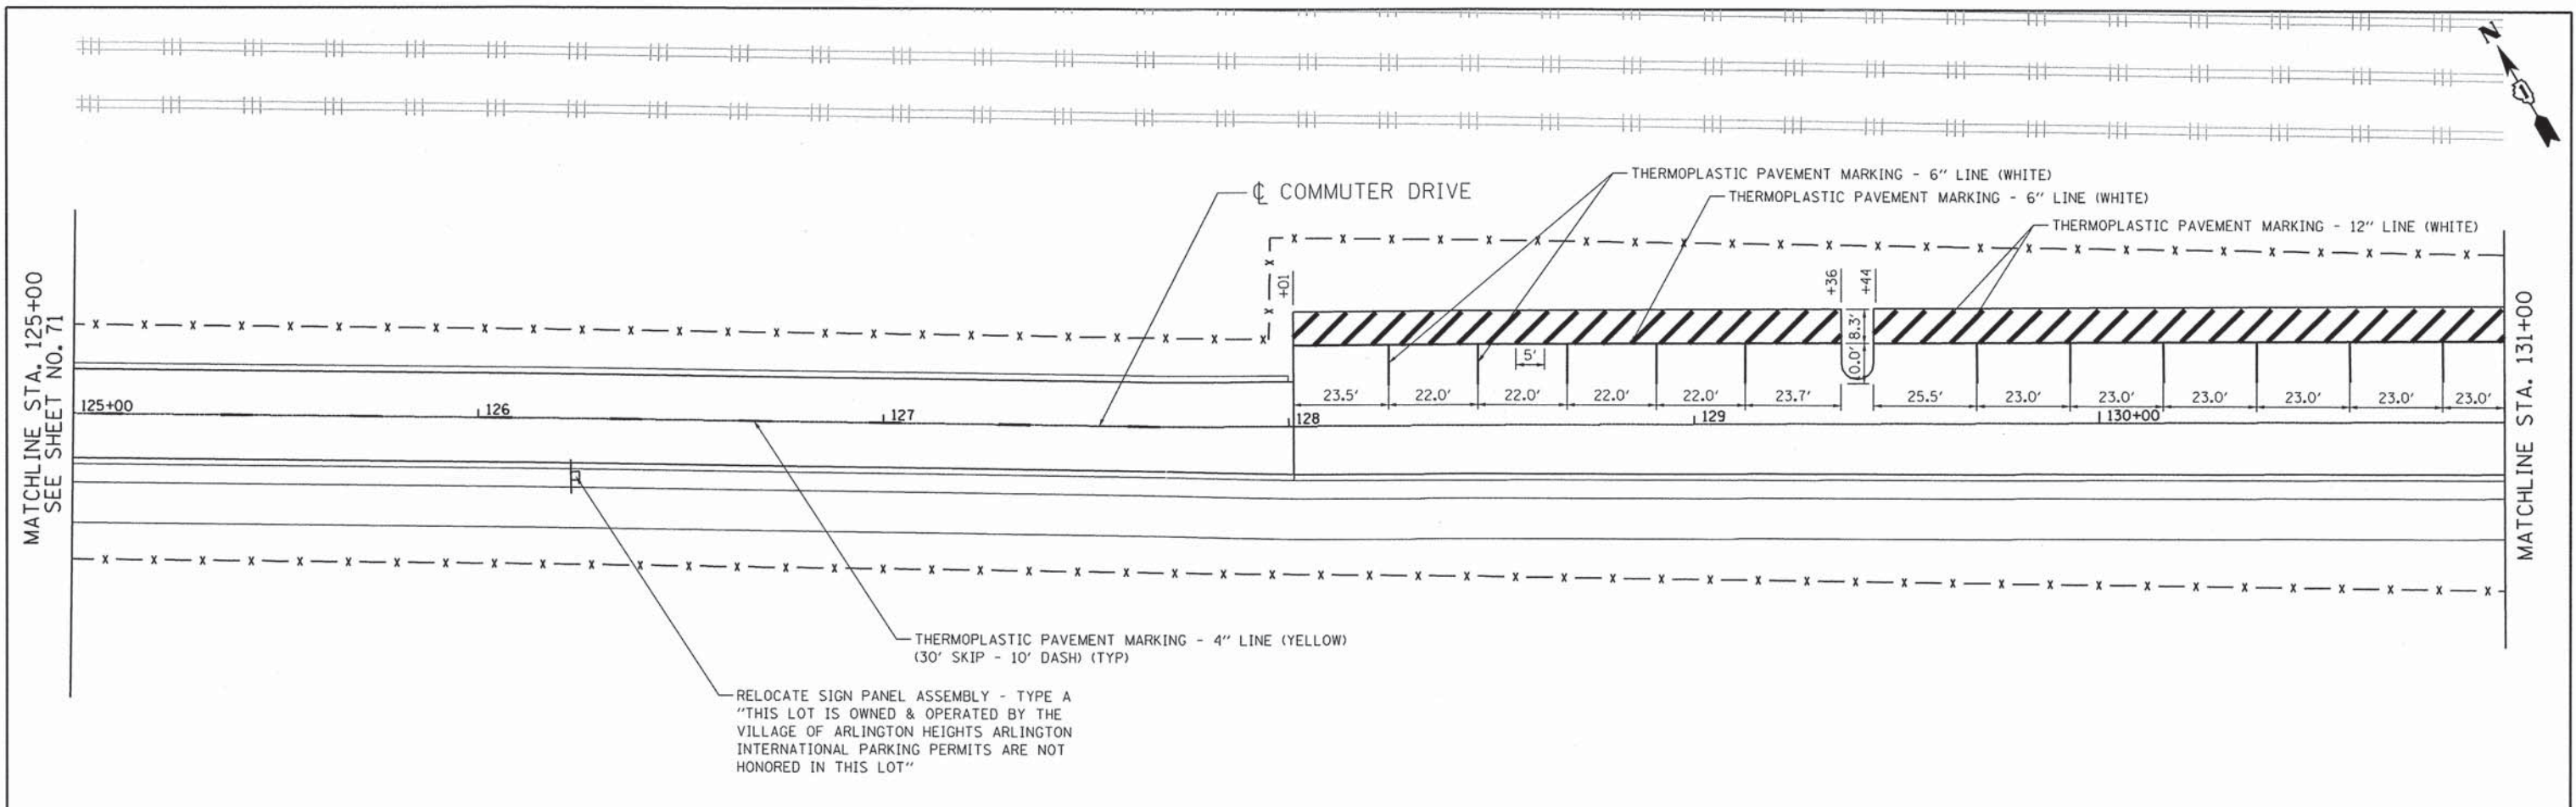 N
THERMOPLASTIC PAVEMENT MARKING - 6" LINE (WHITE)
℄ COMMUTER DRIVE
THERMOPLASTIC PAVEMENT MARKING - 6" LINE (WHITE)
THERMOPLASTIC PAVEMENT MARKING - 12" LINE (WHITE)
MATCHLINE STA. 125+00
SEE SHEET NO. 71
+01
+36
+44
8.3'
5'
23.5'
22.0'
22.0'
22.0'
22.0'
23.7'
25.5'
23.0'
23.0'
23.0'
23.0'
23.0'
23.0'
125+00
126
127
128
129
130+00
MATCHLINE STA. 131+00
THERMOPLASTIC PAVEMENT MARKING - 4" LINE (YELLOW)
(30' SKIP - 10' DASH) (TYP)
RELOCATE SIGN PANEL ASSEMBLY - TYPE A
"THIS LOT IS OWNED & OPERATED BY THE
VILLAGE OF ARLINGTON HEIGHTS ARLINGTON
INTERNATIONAL PARKING PERMITS ARE NOT
HONORED IN THIS LOT"